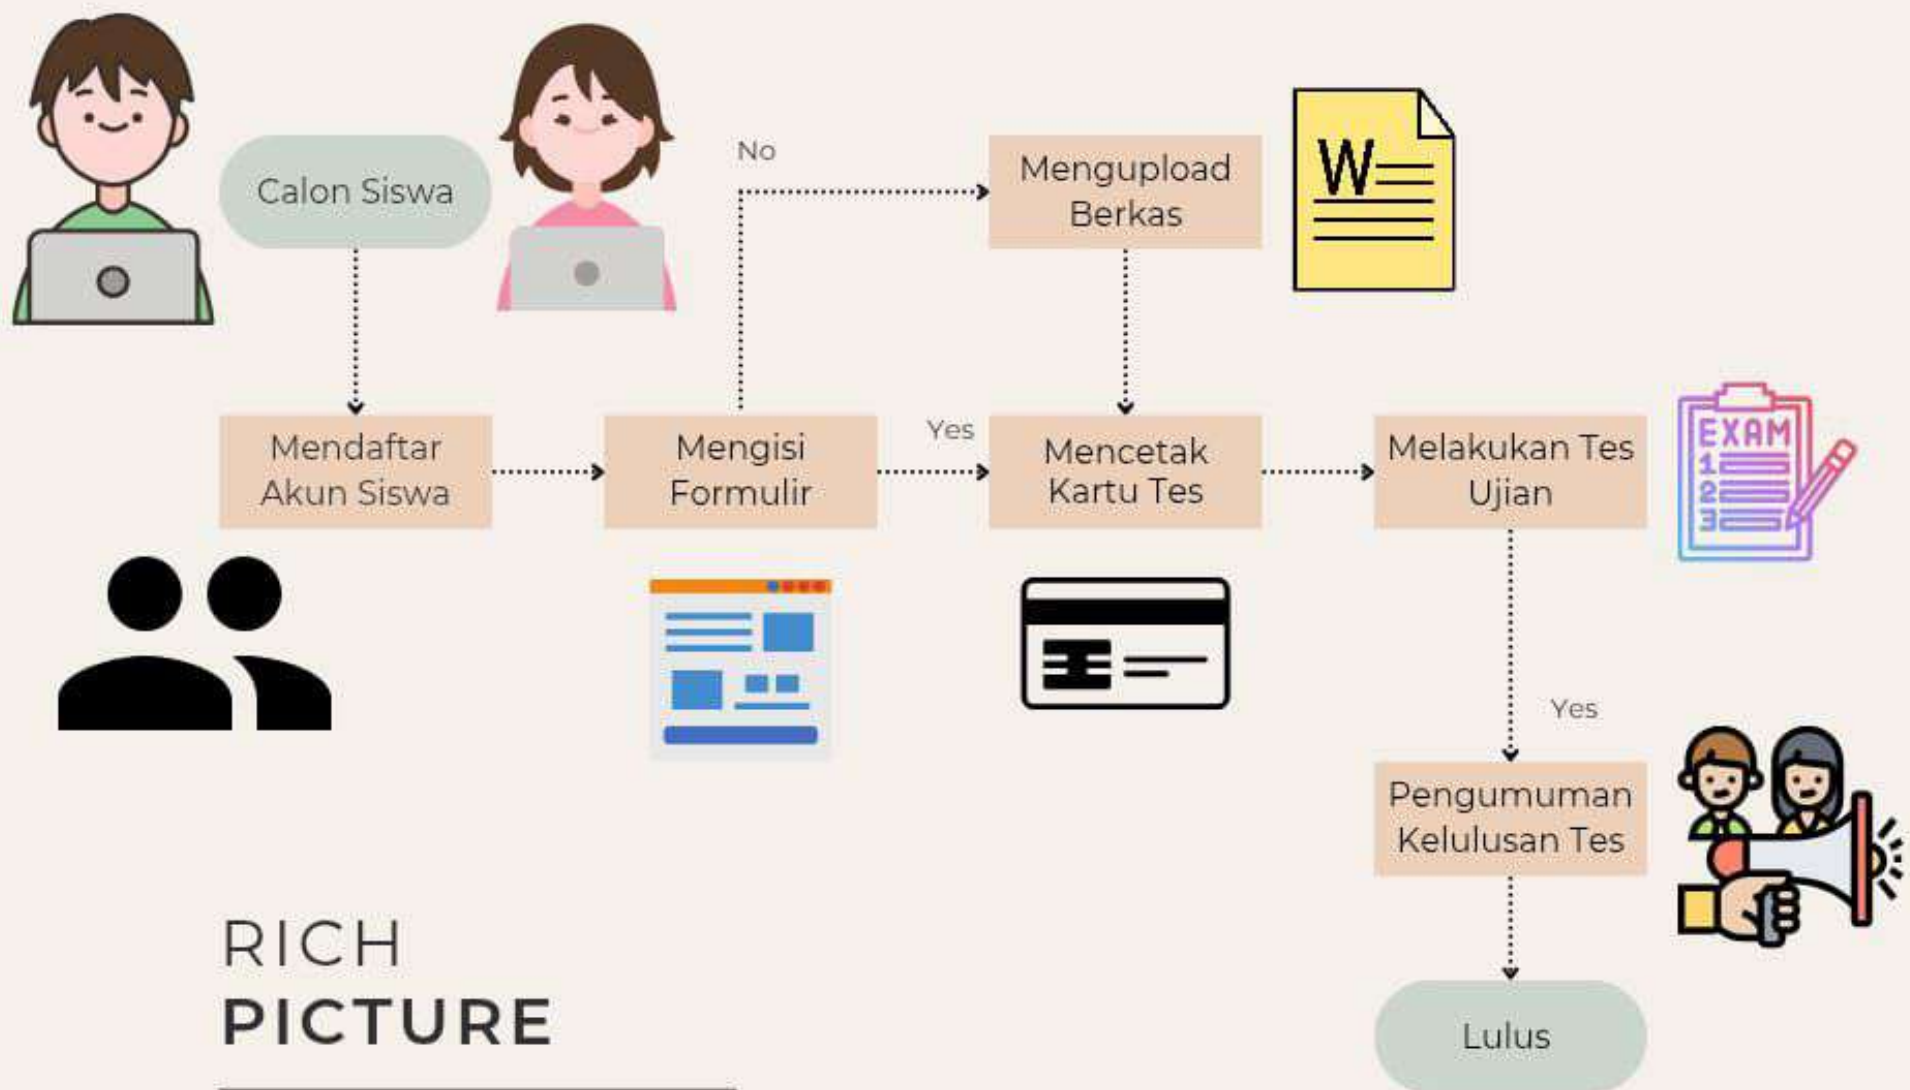 Calon Siswa
No
Mengupload
Berkas
W
Mendaftar
Akun Siswa
Mengisi
Formulir
Yes
Mencetak
Kartu Tes
Melakukan Tes
Ujian
EXAM
1
2
3
Yes
Pengumuman
Kelulusan Tes
Lulus
RICH
PICTURE